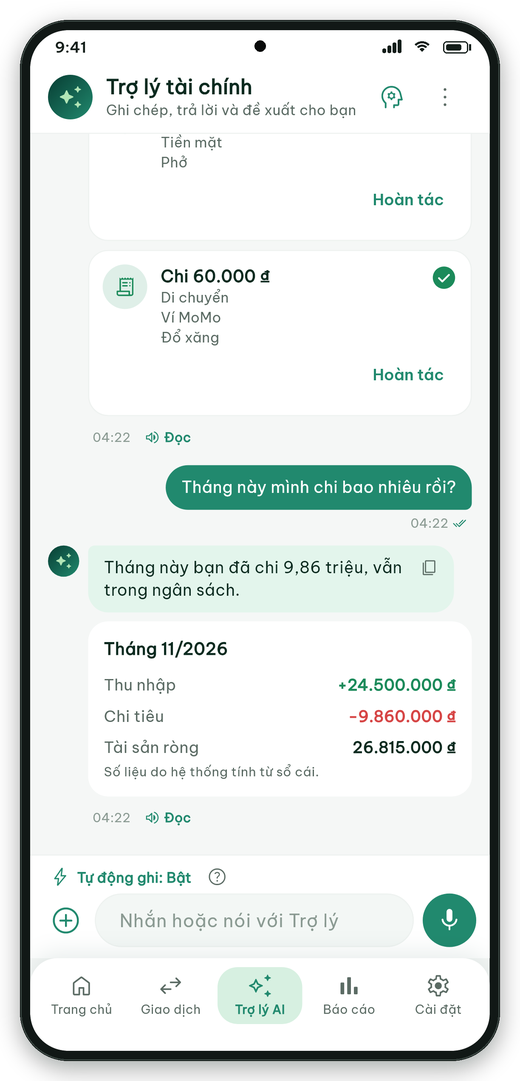 9:41
Trợ lý tài chính
Ghi chép, trả lời và đề xuất cho bạn
Tiền mặt
Phở
Hoàn tác
Chi 60.000 ₫
Di chuyển
Ví MoMo
Đổ xăng
Hoàn tác
04:22 Đọc
Tháng này mình chi bao nhiêu rồi?
04:22
Tháng này bạn đã chi 9,86 triệu, vẫn
trong ngân sách.
Tháng 11/2026
Thu nhập +24.500.000 ₫
Chi tiêu -9.860.000 ₫
Tài sản ròng 26.815.000 ₫
Số liệu do hệ thống tính từ sổ cái.
04:22 Đọc
Tự động ghi: Bật
Nhắn hoặc nói với Trợ lý
Trang chủ Giao dịch Trợ lý AI Báo cáo Cài đặt